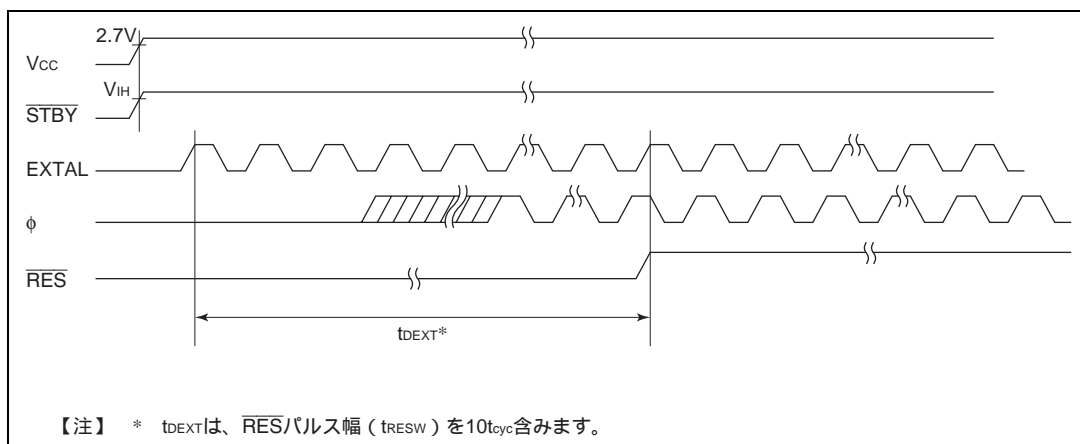 2.7V
Vcc
VIH
STBY
EXTAL
φ
RES
tDEXT*
【注】 * tDEXTは、RESパルス幅（tRESW）を10tcyc含みます。